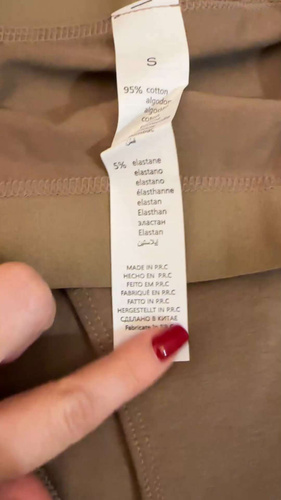 S
95% cotton
5% elastane
elastano
elastano
élasthanne
elastan
Elasthan
эластан
Elastan
إيلاستين
MADE IN P.R.C
HECHO EN P.R.C
FEITO EM P.R.C
FABRIQUÉ EN P.R.C
FATTO IN P.R.C
HERGESTELLT IN P.R.C
СДЕЛАНО В КИТАЕ